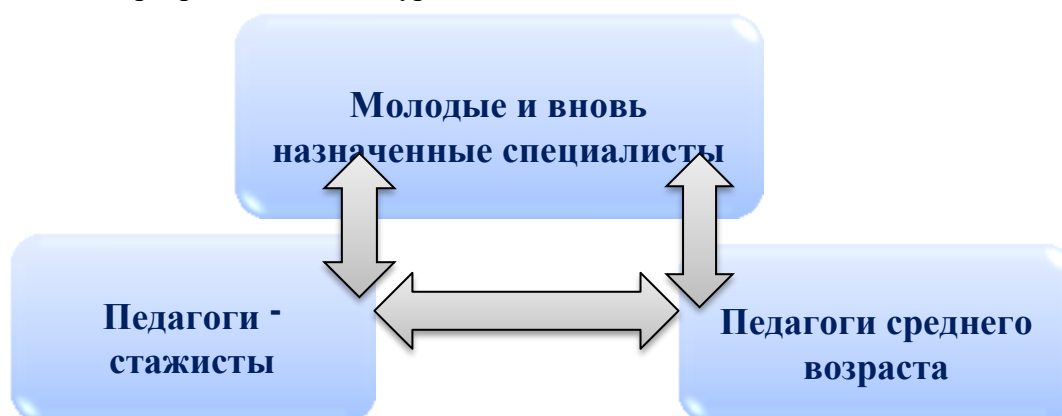 Молодые и вновь
назначенные специалисты
Педагоги -
стажисты
Педагоги среднего
возраста